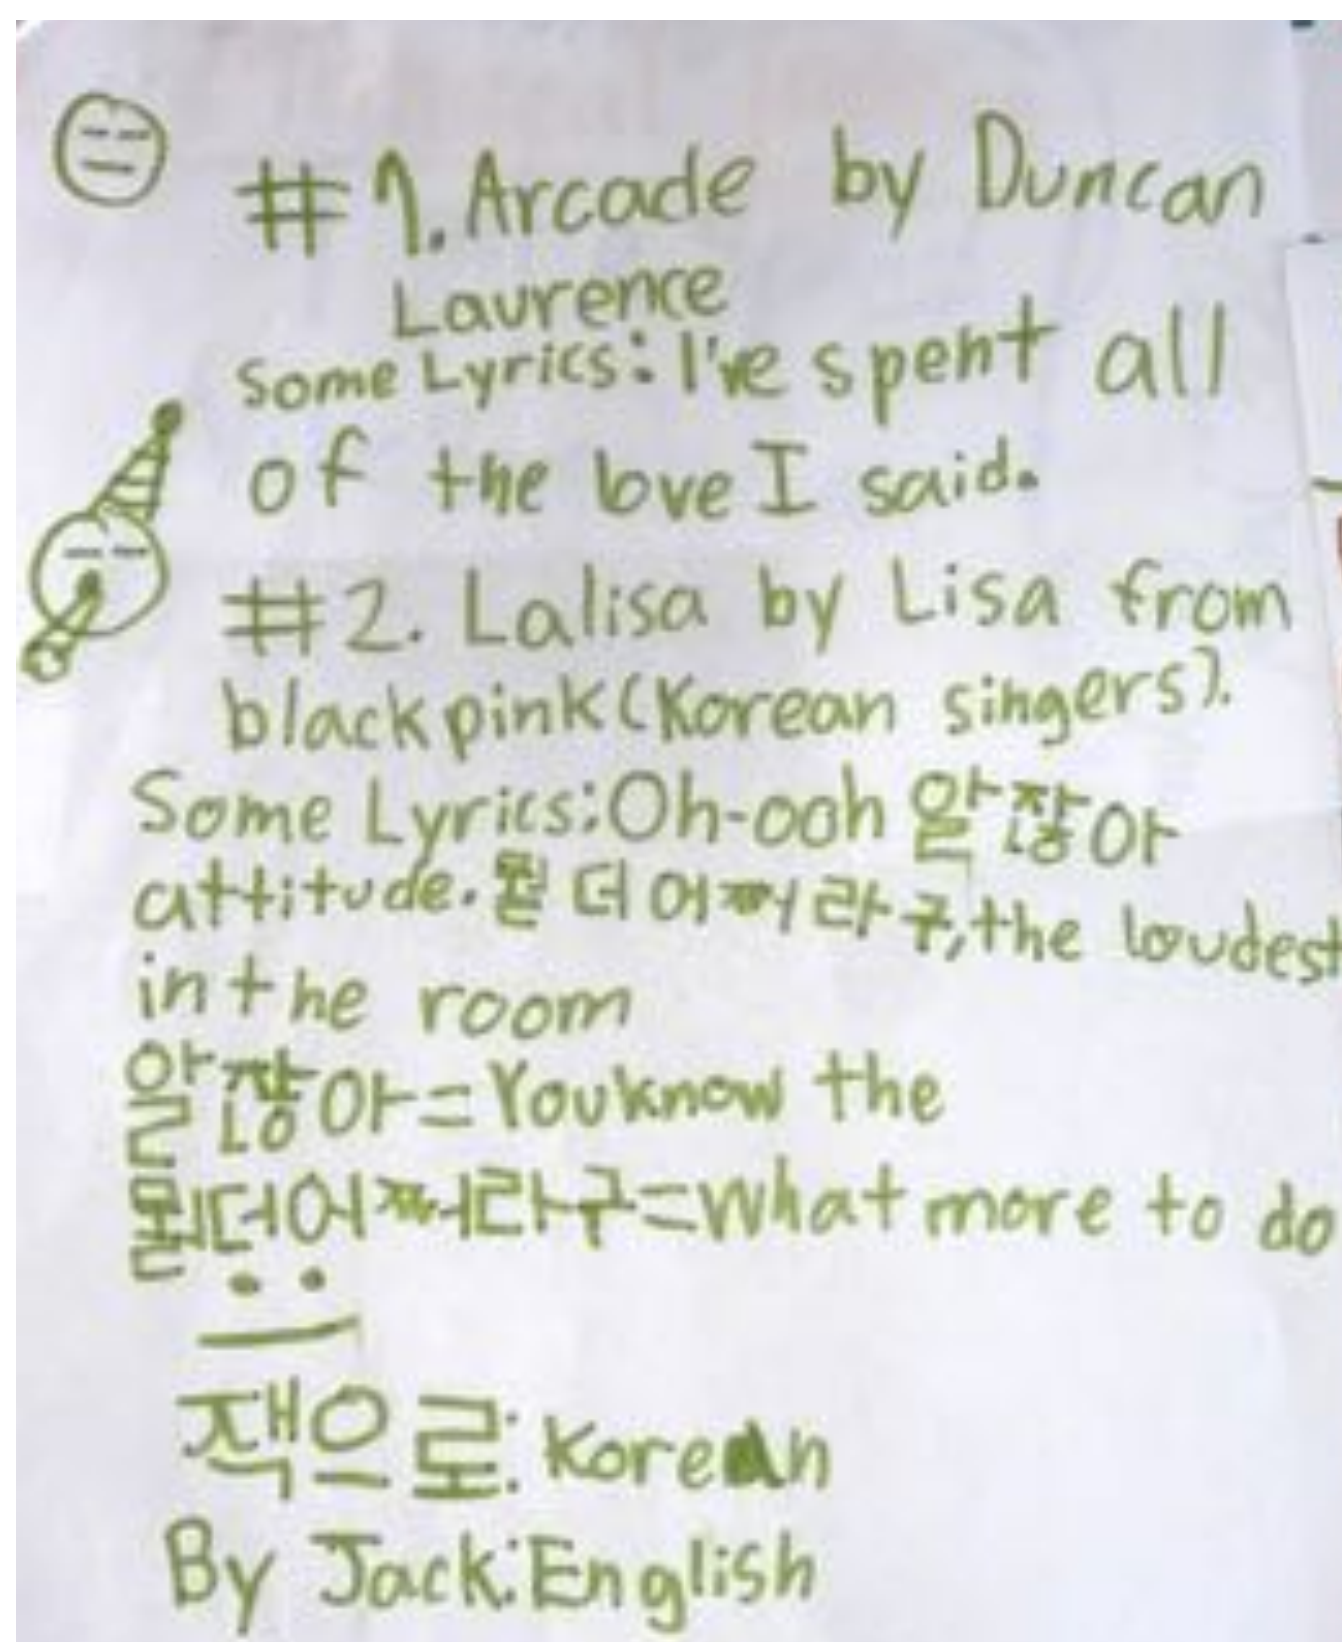 #1. Arcade by Duncan
Laurence
Some Lyrics: I've spent all
of the love I said.
#2. Lalisa by Lisa from
blackpink (Korean singers).
Some Lyrics: Oh-ooh 알잖아
attitude. 뭘 더 어쩌라구, the loudest
in the room
알잖아 = You know the
뭘 더 어쩌라구 = What more to do
잭으로: Korean
By Jack: English